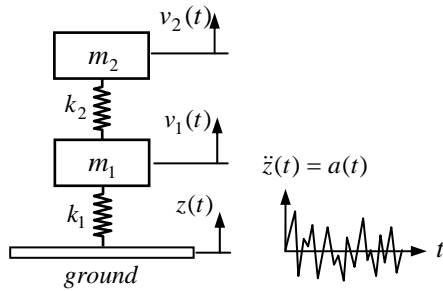 v₂(t)
m₂
k₂
v₁(t)
m₁
z̈(t) = a(t)
k₁
z(t)
t
ground